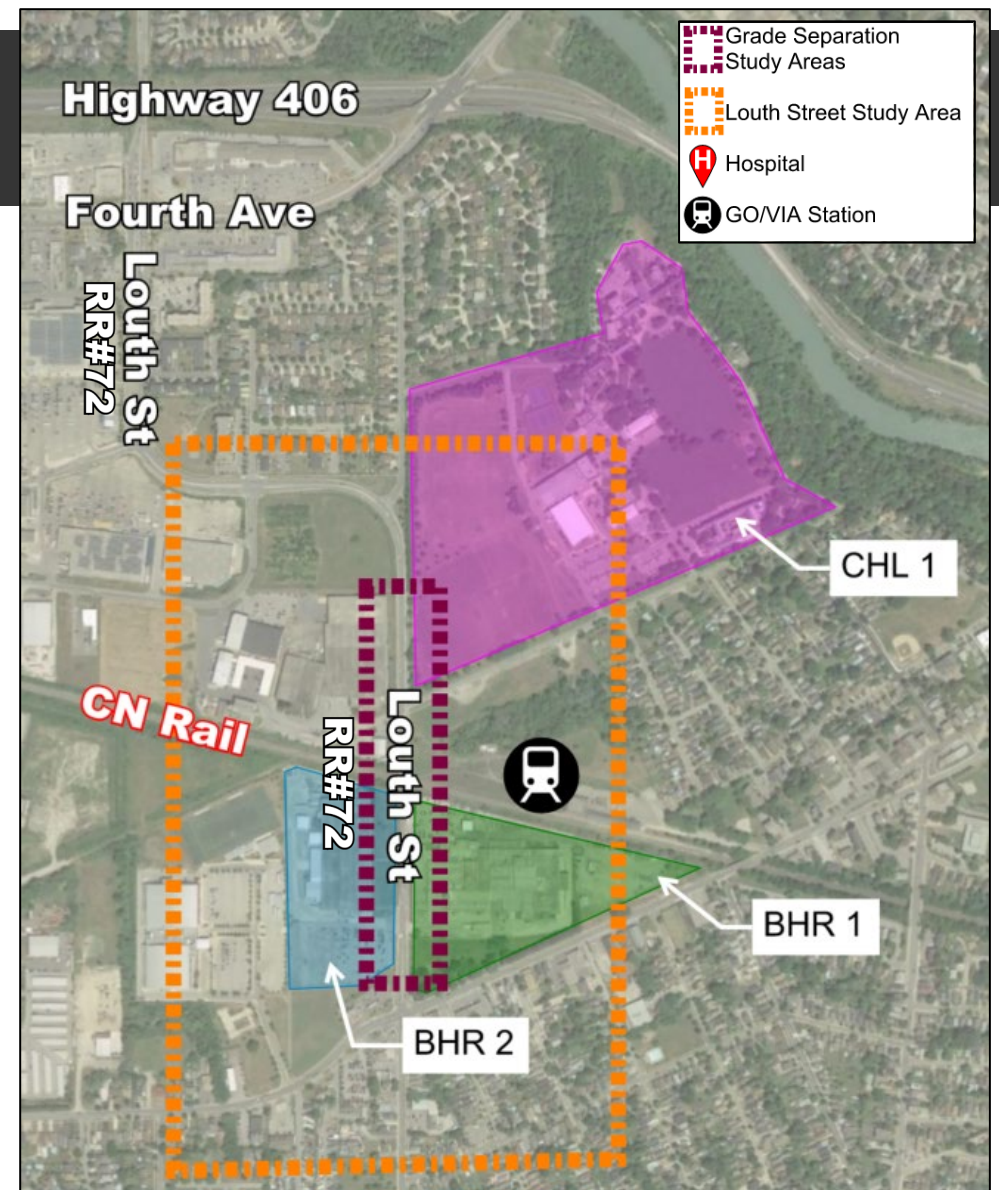 Grade Separation
Study Areas
Louth Street Study Area
H
Hospital
GO/VIA Station
Highway 406
Fourth Ave
Louth St
RR#72
CHL 1
CN Rail
Louth St
RR#72
BHR 1
BHR 2